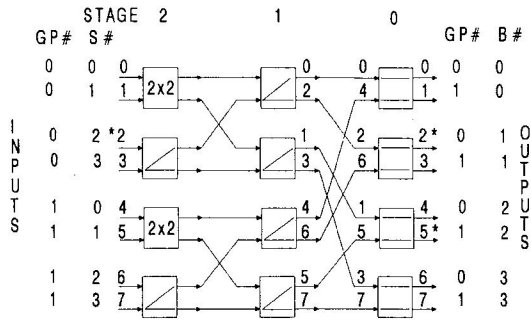 STAGE 2 1 0
GP# S# GP# B#
INPUTS
OUTPUTS
0 0 0 2x2 0 0 0 0 0
0 1 1 2 4 1 1 0
0 2 *2 1 2 2* 0 1
0 3 3 3 6 3 1 1
1 0 4 2x2 4 1 4 0 2
1 1 5 6 5 5* 1 2
1 2 6 5 3 6 0 3
1 3 7 7 7 7 1 3